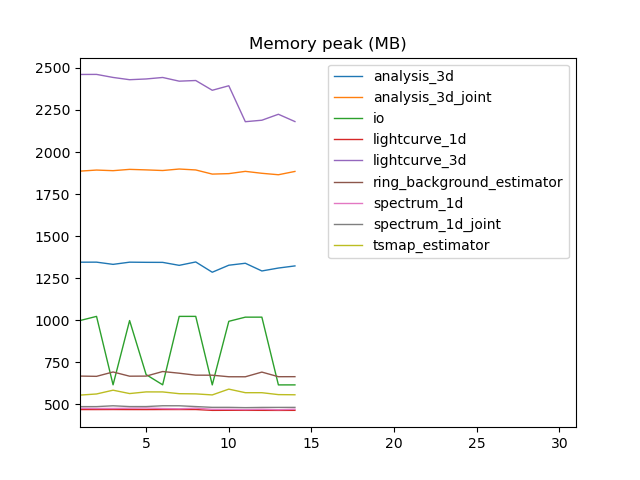 Memory peak (MB)
2500
2250
2000
1750
1500
1250
1000
750
500
analysis_3d
analysis_3d_joint
io
lightcurve_1d
lightcurve_3d
ring_background_estimator
spectrum_1d
spectrum_1d_joint
tsmap_estimator
5 10 15 20 25 30